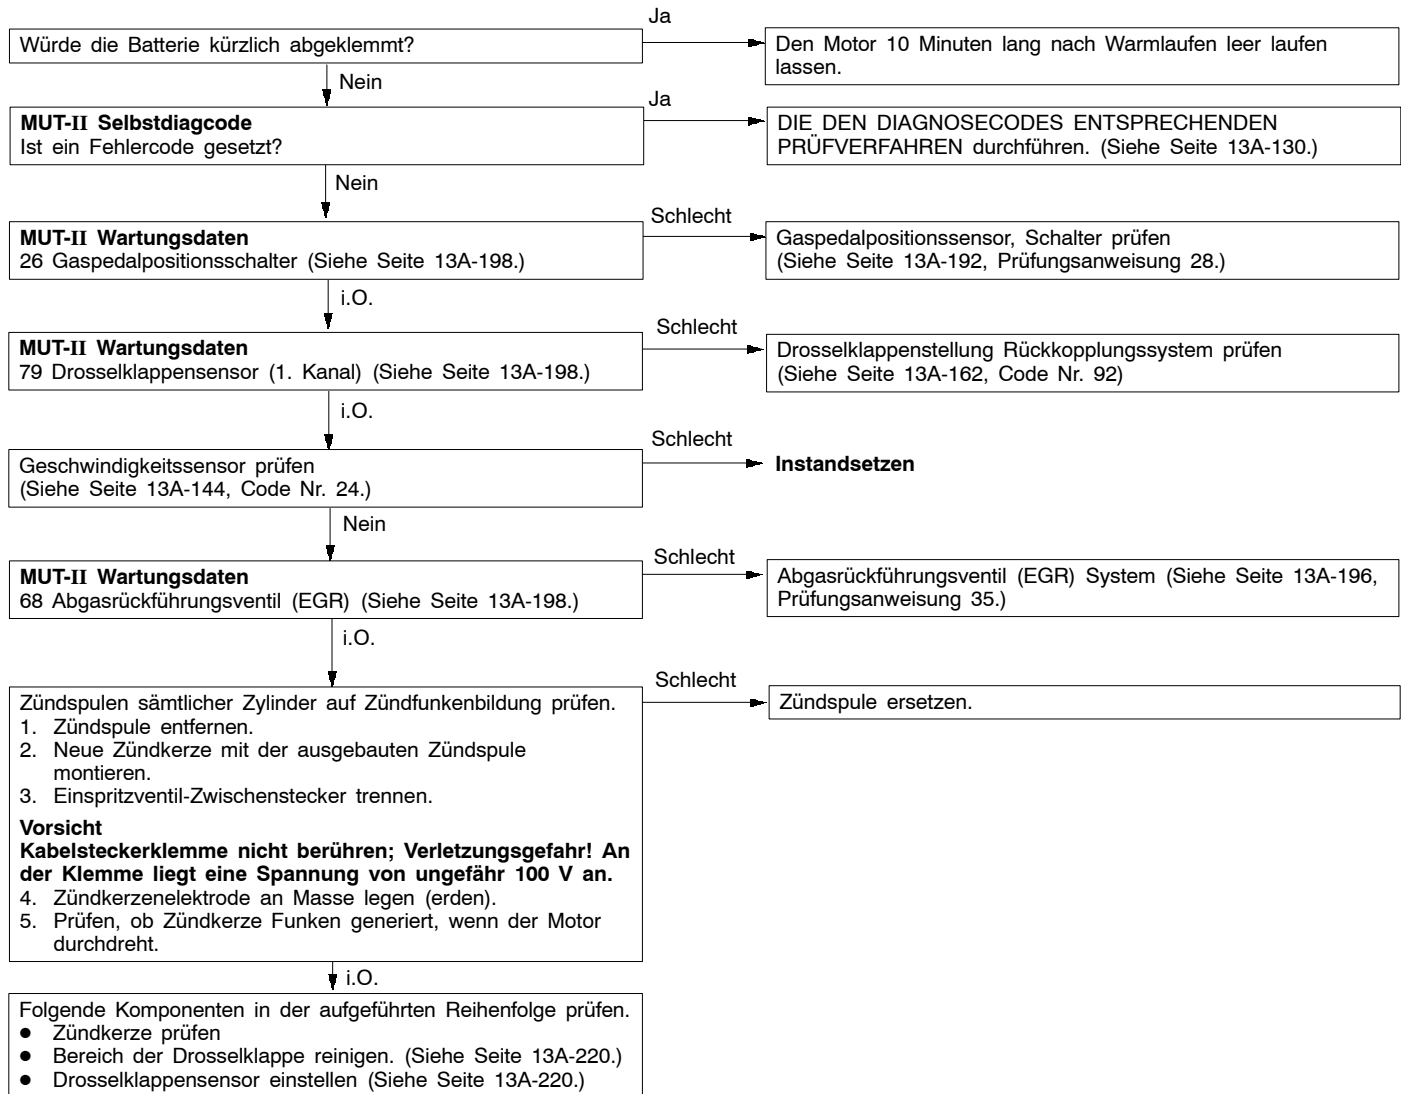 Ja
Würde die Batterie kürzlich abgeklemmt?
Den Motor 10 Minuten lang nach Warmlaufen leer laufen
lassen.
Nein
Ja
MUT-II Selbstdiagcode
Ist ein Fehlercode gesetzt?
DIE DEN DIAGNOSECODES ENTSPRECHENDEN
PRÜFVERFAHREN durchführen. (Siehe Seite 13A-130.)
Nein
Schlecht
MUT-II Wartungsdaten
26 Gaspedalpositionsschalter (Siehe Seite 13A-198.)
Gaspedalpositionssensor, Schalter prüfen
(Siehe Seite 13A-192, Prüfungsanweisung 28.)
i.O.
Schlecht
MUT-II Wartungsdaten
79 Drosselklappensensor (1. Kanal) (Siehe Seite 13A-198.)
Drosselklappenstellung Rückkopplungssystem prüfen
(Siehe Seite 13A-162, Code Nr. 92)
i.O.
Schlecht
Geschwindigkeitssensor prüfen
(Siehe Seite 13A-144, Code Nr. 24.)
Instandsetzen
Nein
Schlecht
MUT-II Wartungsdaten
68 Abgasrückführungsventil (EGR) (Siehe Seite 13A-198.)
Abgasrückführungsventil (EGR) System (Siehe Seite 13A-196,
Prüfungsanweisung 35.)
i.O.
Schlecht
Zündspulen sämtlicher Zylinder auf Zündfunkenbildung prüfen.
1. Zündspule entfernen.
2. Neue Zündkerze mit der ausgebauten Zündspule
montieren.
3. Einspritzventil-Zwischenstecker trennen.
Vorsicht
Kabelsteckerklemme nicht berühren; Verletzungsgefahr! An
der Klemme liegt eine Spannung von ungefähr 100 V an.
4. Zündkerzenelektrode an Masse legen (erden).
5. Prüfen, ob Zündkerze Funken generiert, wenn der Motor
durchdreht.
Zündspule ersetzen.
i.O.
Folgende Komponenten in der aufgeführten Reihenfolge prüfen.
● Zündkerze prüfen
● Bereich der Drosselklappe reinigen. (Siehe Seite 13A-220.)
● Drosselklappensensor einstellen (Siehe Seite 13A-220.)